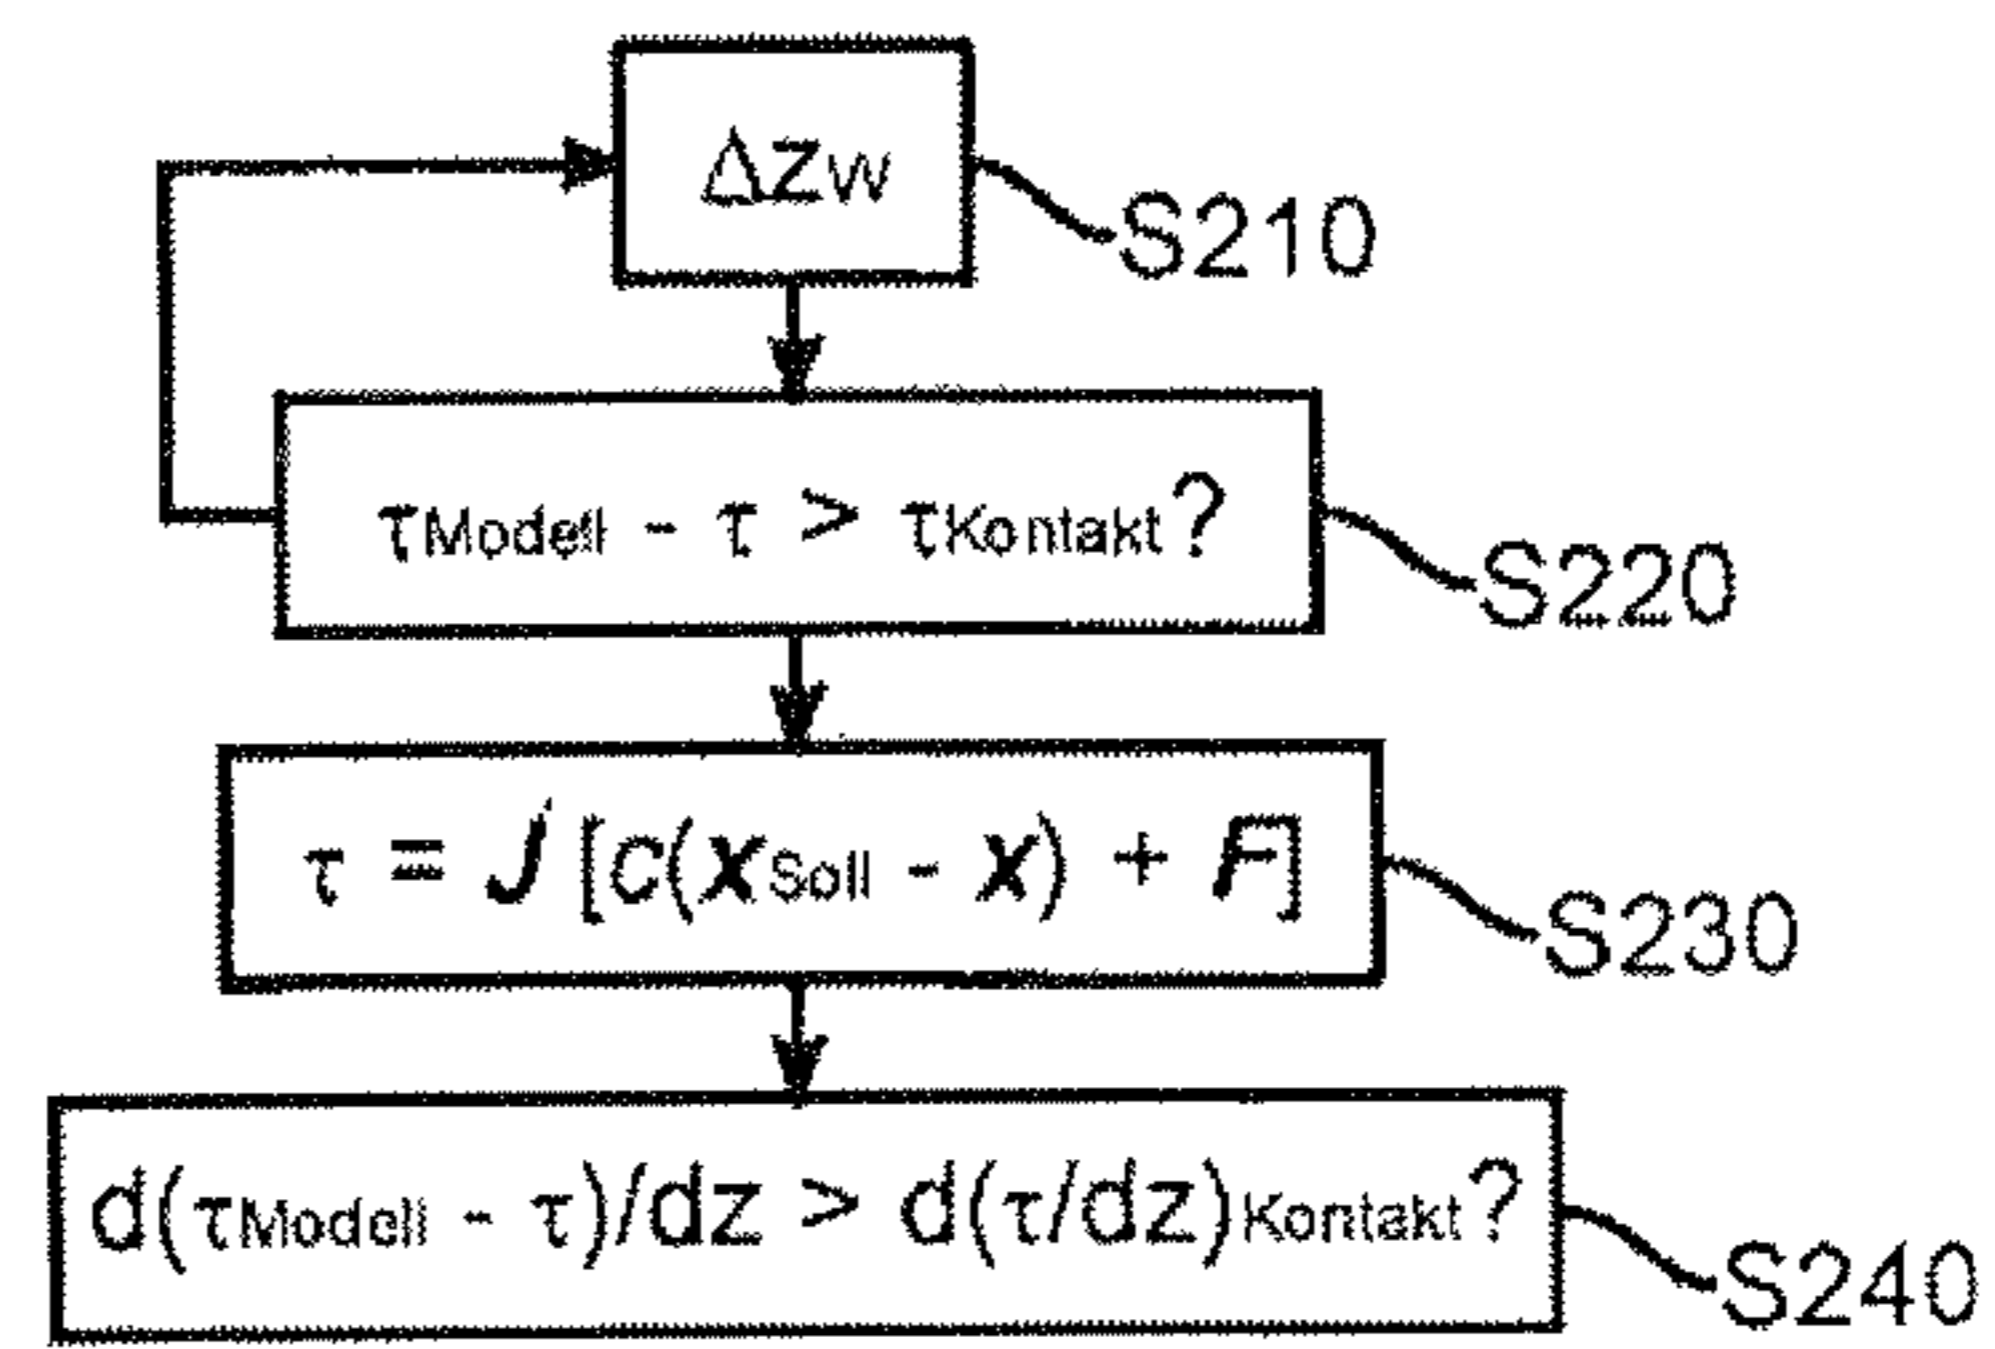 Δzw
S210
τModell - τ > τKontakt?
S220
τ = J [C(xSoll - x) + F]
S230
d(τModell - τ)/dz > d(τ/dz)Kontakt?
S240